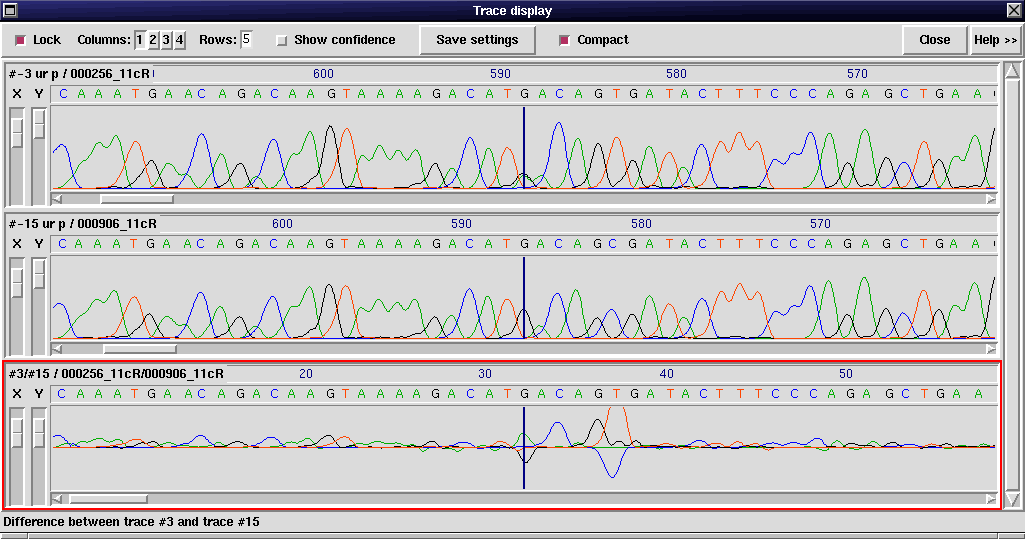 Trace display
Lock Columns: 1 2 3 4 Rows: 5 Show confidence Save settings Compact Close Help >>
#-3 ur p / 000256_11cR 600 590 580 570
X Y C A A A T G A A C A G A C A A G T A A A A G A C A T G A C A G T G A T A C T T T C C C A G A G C T G A A
#-15 ur p / 000906_11cR 600 590 580 570
X Y C A A A T G A A C A G A C A A G T A A A A G A C A T G A C A G C G A T A C T T T C C C A G A G C T G A A
#3/#15 / 000256_11cR/000906_11cR 20 30 40 50
X Y C A A A T G A A C A G A C A A G T A A A A G A C A T G A C A G T G A T A C T T T C C C A G A G C T G A A
Difference between trace #3 and trace #15